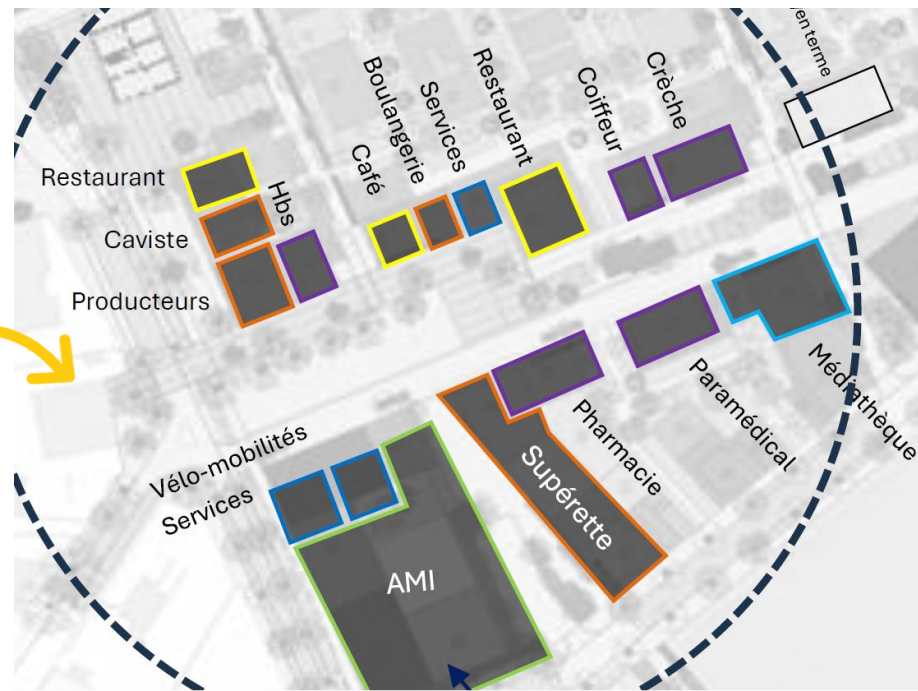 en terme
Crèche
Coiffeur
Restaurant
Services
Boulangerie
Café
Restaurant
Hbs
Caviste
Producteurs
Médiathèque
Paramédical
Pharmacie
Supérette
Vélo-mobilités
Services
AMI